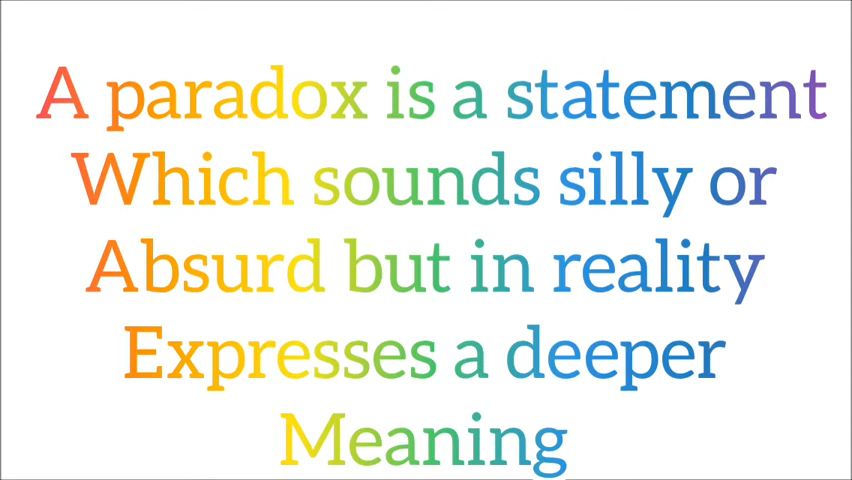 A paradox is a statement
Which sounds silly or
Absurd but in reality
Expresses a deeper
Meaning